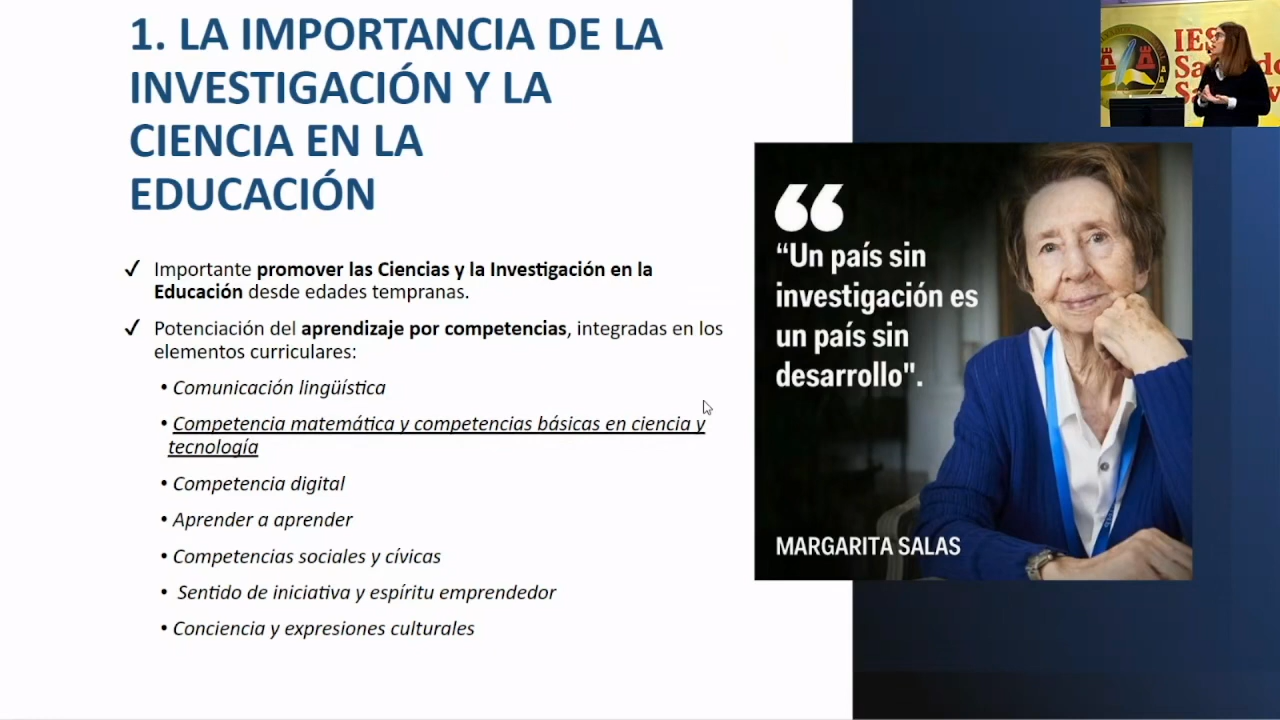 1. LA IMPORTANCIA DE LA
INVESTIGACIÓN Y LA
CIENCIA EN LA
EDUCACIÓN
✓ Importante promover las Ciencias y la Investigación en la
Educación desde edades tempranas.
✓ Potenciación del aprendizaje por competencias, integradas en los
elementos curriculares:
• Comunicación lingüística
• Competencia matemática y competencias básicas en ciencia y
tecnología
• Competencia digital
• Aprender a aprender
• Competencias sociales y cívicas
• Sentido de iniciativa y espíritu emprendedor
• Conciencia y expresiones culturales
“
“Un país sin
investigación es
un país sin
desarrollo".
MARGARITA SALAS
IES